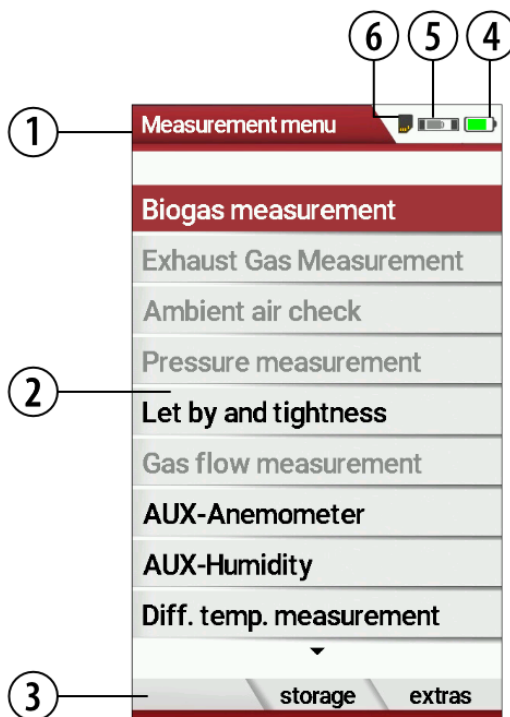 6 5 4
1 Measurement menu
Biogas measurement
Exhaust Gas Measurement
Ambient air check
Pressure measurement
2 Let by and tightness
Gas flow measurement
AUX-Anemometer
AUX-Humidity
Diff. temp. measurement
3 storage extras